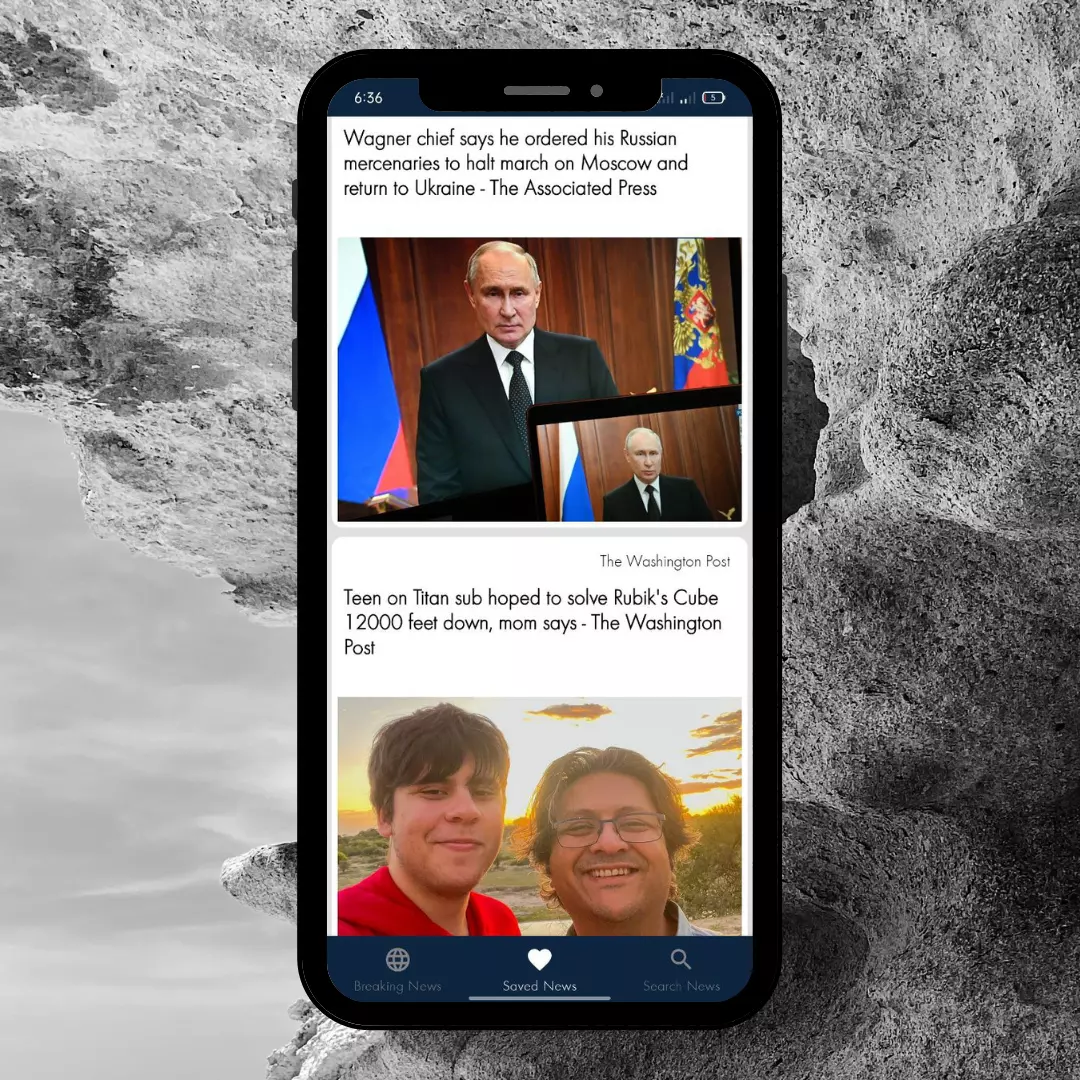 6:36
5
Wagner chief says he ordered his Russian
mercenaries to halt march on Moscow and
return to Ukraine - The Associated Press
The Washington Post
Teen on Titan sub hoped to solve Rubik's Cube
12000 feet down, mom says - The Washington
Post
Breaking News
Saved News
Search News